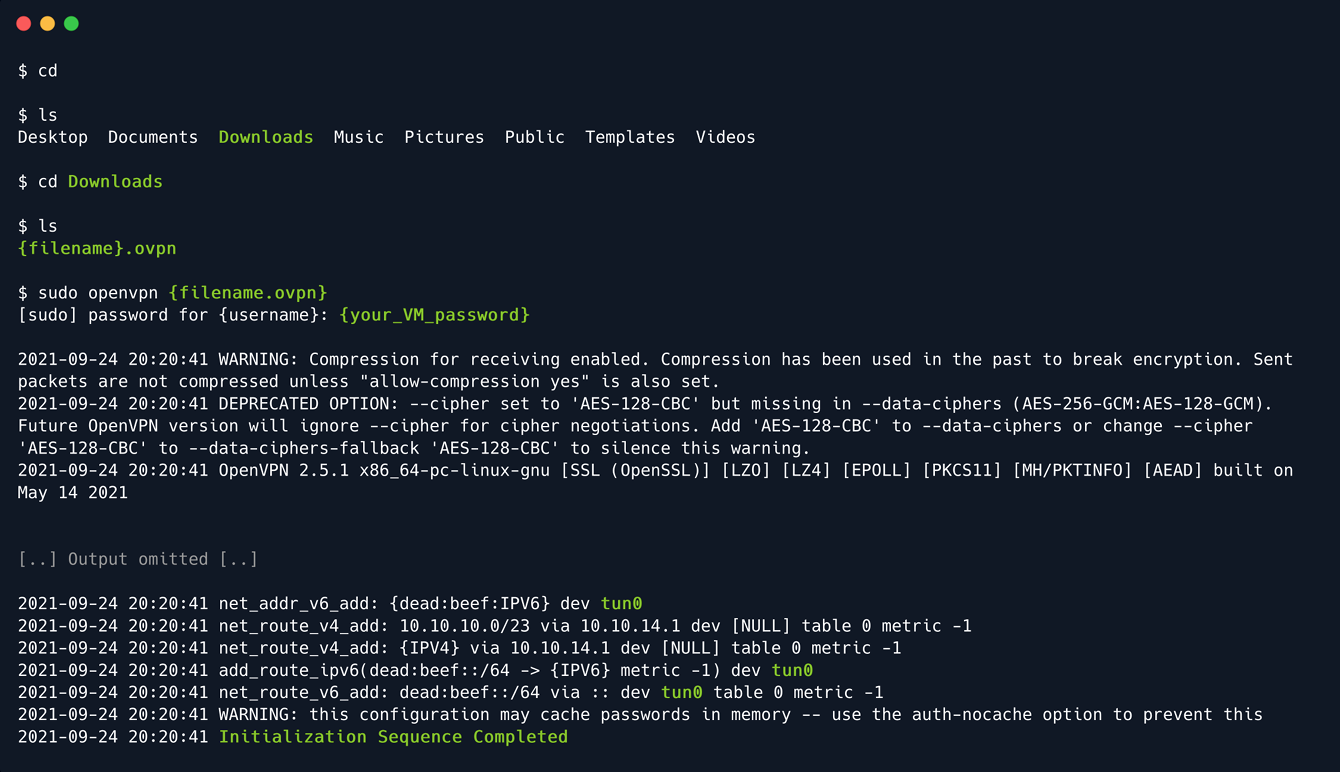 $ cd
$ ls
Desktop  Documents  Downloads  Music  Pictures  Public  Templates  Videos
$ cd Downloads
$ ls
{filename}.ovpn
$ sudo openvpn {filename.ovpn}
[sudo] password for {username}: {your_VM_password}
2021-09-24 20:20:41 WARNING: Compression for receiving enabled. Compression has been used in the past to break encryption. Sent
packets are not compressed unless "allow-compression yes" is also set.
2021-09-24 20:20:41 DEPRECATED OPTION: --cipher set to 'AES-128-CBC' but missing in --data-ciphers (AES-256-GCM:AES-128-GCM).
Future OpenVPN version will ignore --cipher for cipher negotiations. Add 'AES-128-CBC' to --data-ciphers or change --cipher
'AES-128-CBC' to --data-ciphers-fallback 'AES-128-CBC' to silence this warning.
2021-09-24 20:20:41 OpenVPN 2.5.1 x86_64-pc-linux-gnu [SSL (OpenSSL)] [LZO] [LZ4] [EPOLL] [PKCS11] [MH/PKTINFO] [AEAD] built on
May 14 2021
[..] Output omitted [..]
2021-09-24 20:20:41 net_addr_v6_add: {dead:beef:IPV6} dev tun0
2021-09-24 20:20:41 net_route_v4_add: 10.10.10.0/23 via 10.10.14.1 dev [NULL] table 0 metric -1
2021-09-24 20:20:41 net_route_v4_add: {IPV4} via 10.10.14.1 dev [NULL] table 0 metric -1
2021-09-24 20:20:41 add_route_ipv6(dead:beef::/64 -> {IPV6} metric -1) dev tun0
2021-09-24 20:20:41 net_route_v6_add: dead:beef::/64 via :: dev tun0 table 0 metric -1
2021-09-24 20:20:41 WARNING: this configuration may cache passwords in memory -- use the auth-nocache option to prevent this
2021-09-24 20:20:41 Initialization Sequence Completed